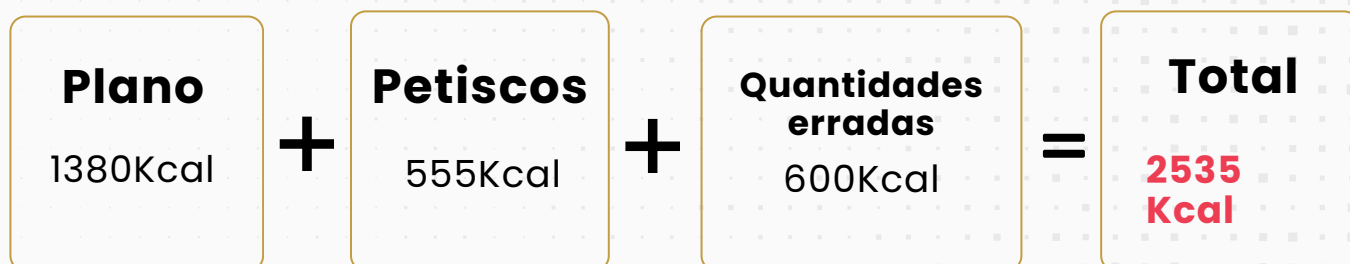 Plano
1380Kcal
+
Petiscos
555Kcal
+
Quantidades
erradas
600Kcal
=
Total
2535
Kcal